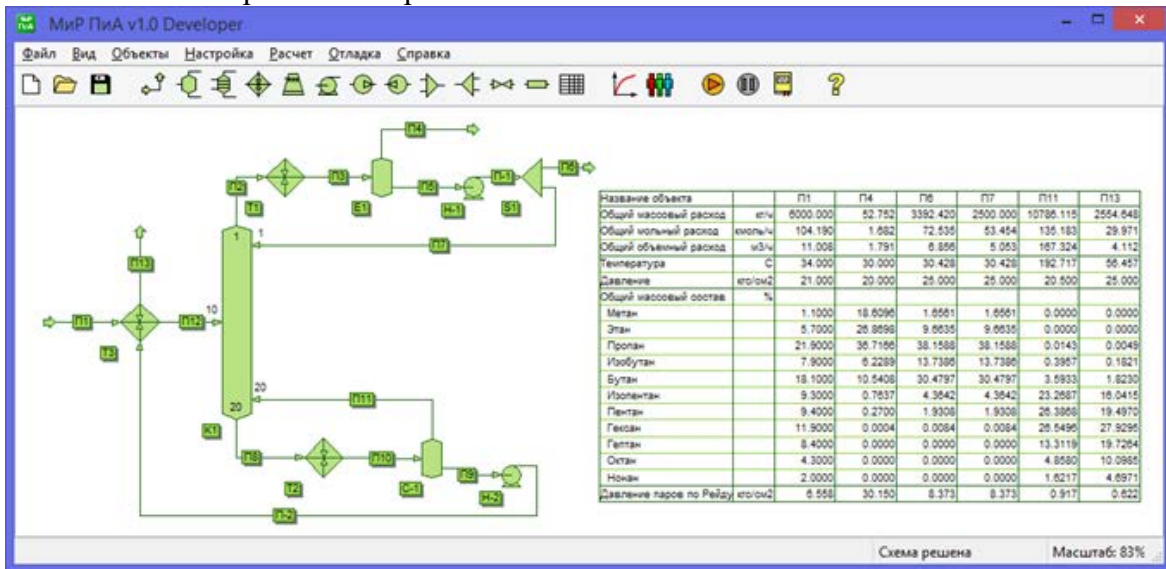 МиР ПиА v1.0 Developer
Файл Вид Объекты Настройка Расчет Отладка Справка
П4
П2 П3 П5 П-1 П6
Т1 Е1 Н-1 S1
1 1
П7
П13
10
П1 П12
Т3
20
20 П11
К1
П8 П10 П9
Т2 С-1 Н-2
П-2
Название объекта П1 П4 П6 П7 П11 П13
Общий массовый расход кг/ч 6000.000 52.752 3392.420 2500.000 10786.115 2554.648
Общий мольный расход кмоль/ч 104.190 1.682 72.535 53.454 135.183 29.971
Общий объемный расход м3/ч 11.008 1.791 6.856 5.053 167.324 4.112
Температура С 34.000 30.000 30.428 30.428 192.717 56.457
Давление кгс/см2 21.000 20.000 25.000 25.000 20.500 25.000
Общий массовый состав %
Метан 1.1000 18.6096 1.6561 1.6561 0.0000 0.0000
Этан 5.7000 26.8698 9.6635 9.6635 0.0000 0.0000
Пропан 21.9000 36.7166 38.1588 38.1588 0.0143 0.0049
Изобутан 7.9000 6.2289 13.7386 13.7386 0.3957 0.1821
Бутан 18.1000 10.5408 30.4797 30.4797 3.5933 1.8230
Изопентан 9.3000 0.7637 4.3642 4.3642 23.2687 16.0415
Пентан 9.4000 0.2700 1.9308 1.9308 26.3868 19.4970
Гексан 11.9000 0.0004 0.0084 0.0084 26.5496 27.9295
Гептан 8.4000 0.0000 0.0000 0.0000 13.3119 19.7264
Октан 4.3000 0.0000 0.0000 0.0000 4.8580 10.0985
Нонан 2.0000 0.0000 0.0000 0.0000 1.6217 4.6971
Давление паров по Рейду кгс/см2 6.558 30.150 8.373 8.373 0.917 0.622
Схема решена Масштаб: 83%